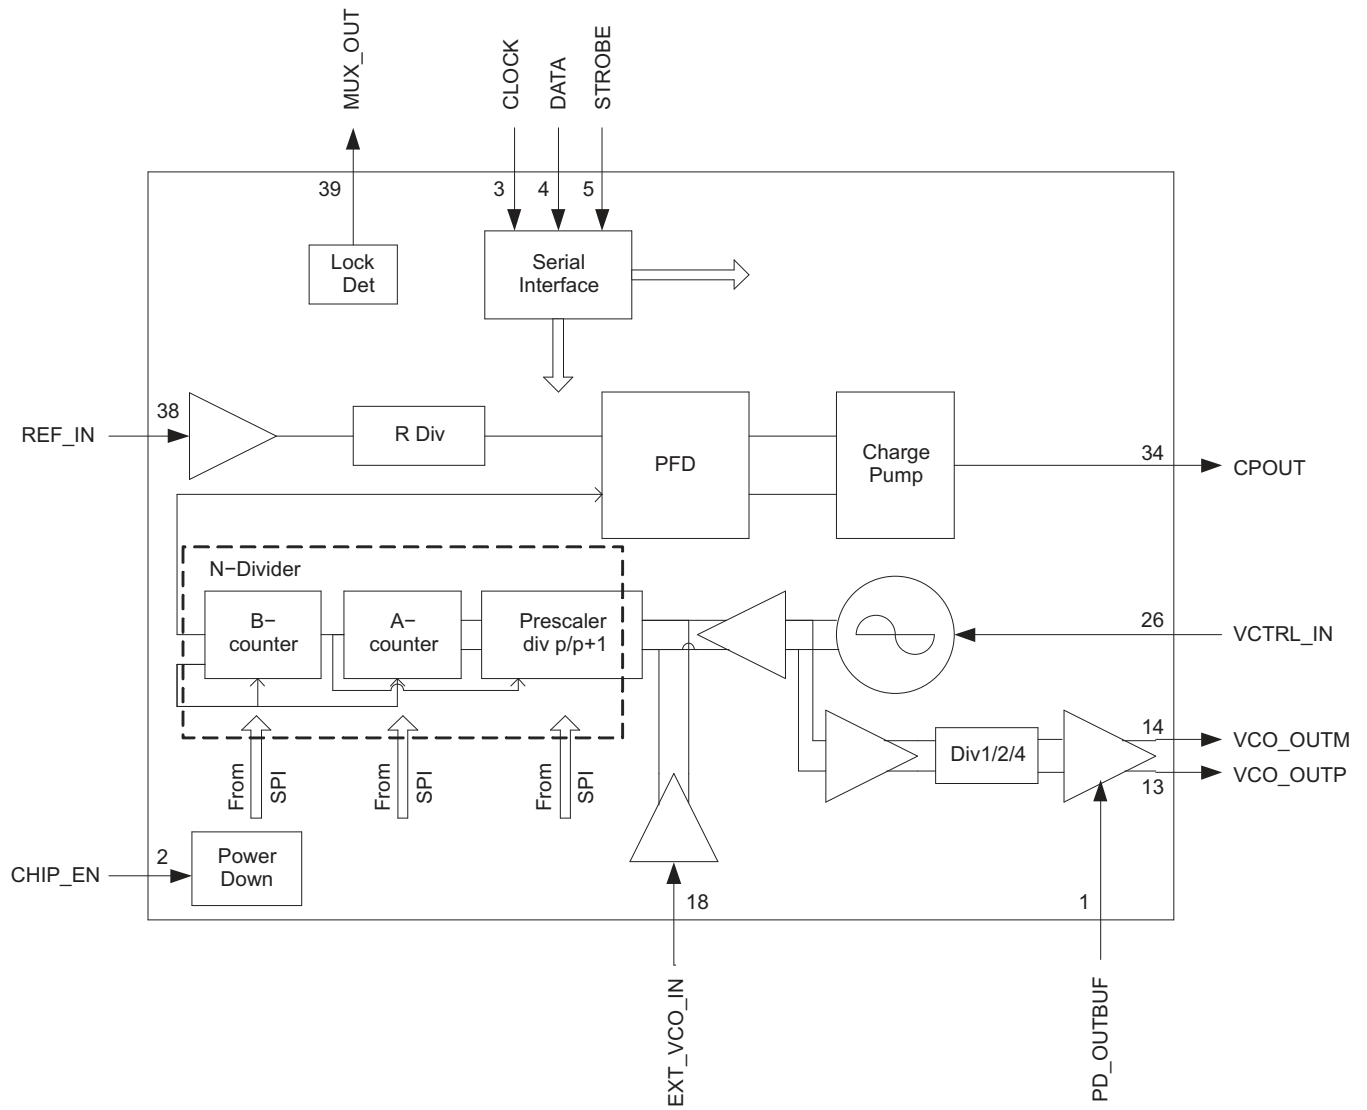 MUX_OUT
CLOCK
DATA
STROBE
39
3
4
5
Lock
Det
Serial
Interface
REF_IN
38
R Div
PFD
Charge
Pump
34
CPOUT
N−Divider
B−
counter
A−
counter
Prescaler
div p/p+1
26
VCTRL_IN
From
SPI
From
SPI
From
SPI
Div1/2/4
14
VCO_OUTM
13
VCO_OUTP
CHIP_EN
2
Power
Down
18
EXT_VCO_IN
1
PD_OUTBUF